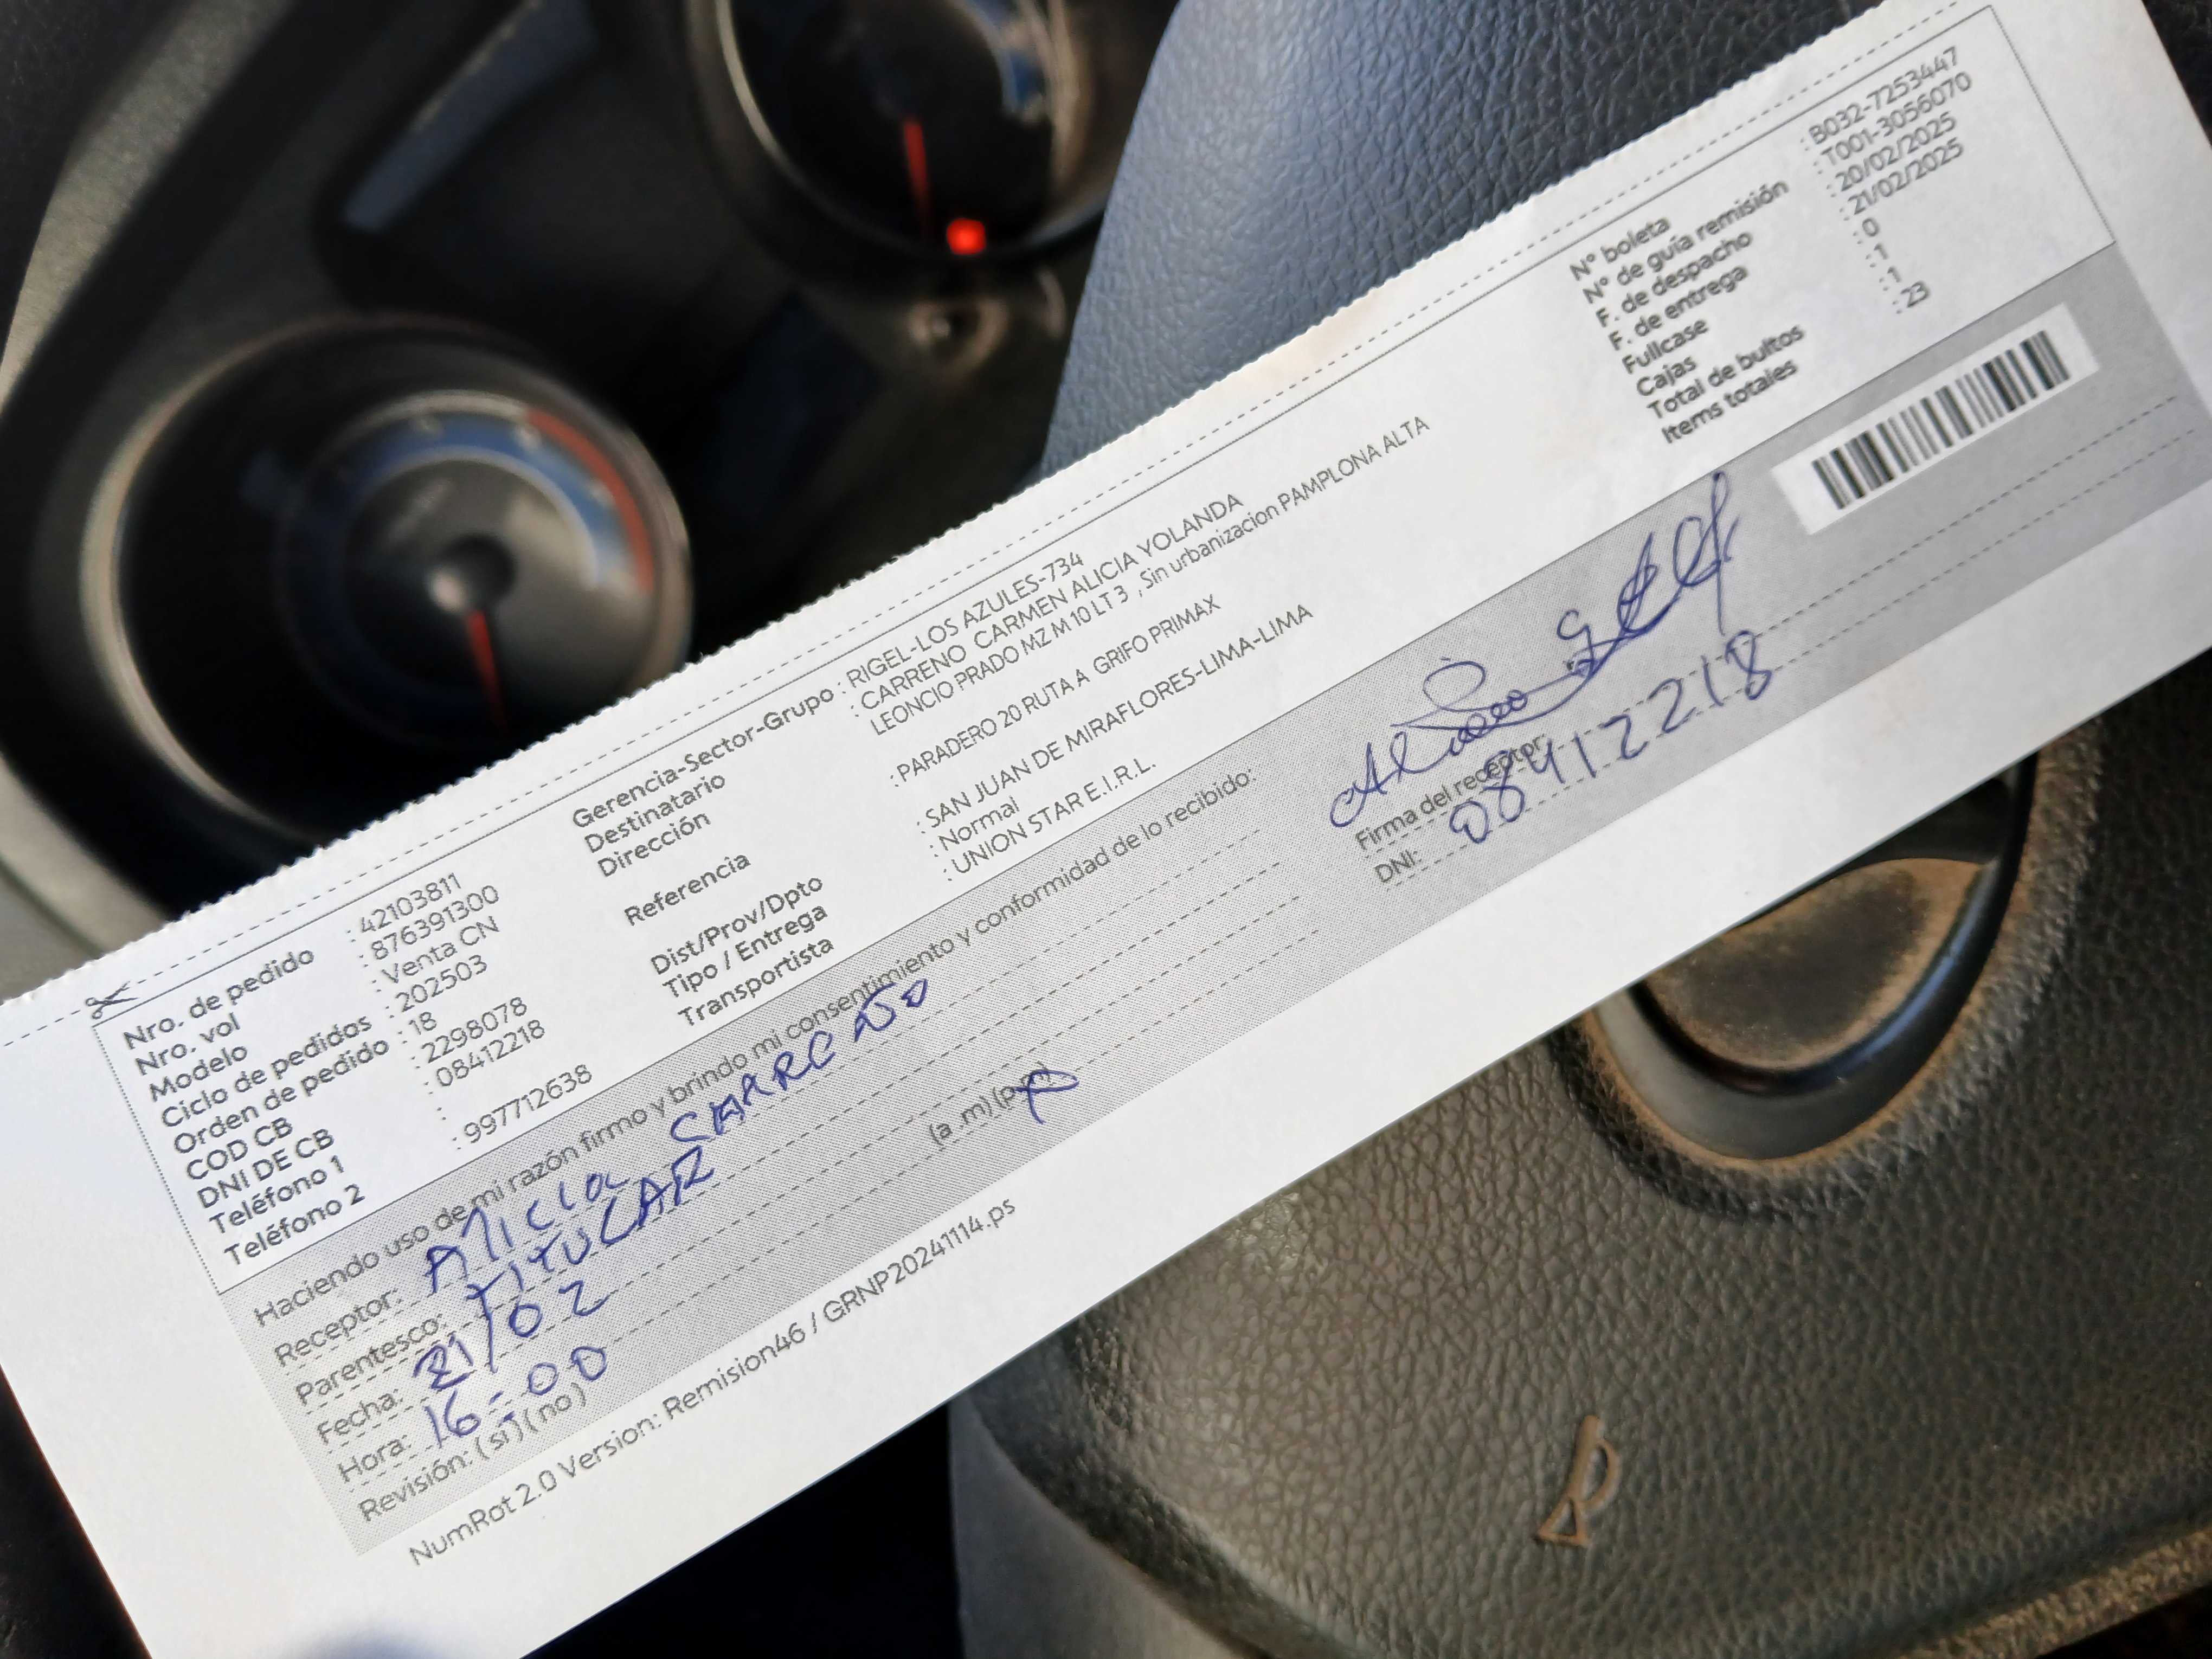 Nro. de pedido : 42103811
Nro. vol : 876391300
Modelo : Venta CN
Ciclo de pedidos : 202503
Orden de pedido : 18
COD CB : 2298078
DNI DE CB : 08412218
Teléfono 1 :
Teléfono 2 : 997712638
Gerencia-Sector-Grupo : RIGEL-LOS AZULES-734
Destinatario : CARRENO CARMEN ALICIA YOLANDA
Dirección LEONCIO PRADO MZ M 10 LT 3 , Sin urbanizacion PAMPLONA ALTA
Referencia : PARADERO 20 RUTA A GRIFO PRIMAX
Dist/Prov/Dpto : SAN JUAN DE MIRAFLORES-LIMA-LIMA
Tipo / Entrega : Normal
Transportista : UNION STAR E.I.R.L.
N° boleta : B032-7253447
N° de guía remisión : T001-3056070
F. de despacho : 20/02/2025
F. de entrega : 21/02/2025
Fullcase : 0
Cajas : 1
Total de bultos : 1
Items totales : 23
Haciendo uso de mi razón firmo y brindo mi consentimiento y conformidad de lo recibido:
Receptor: Alicia
Parentesco: TITULAR
Fecha: 21/02
Hora: 16:00 (a .m) (p.m)
Revisión: ( si ) ( no )
Firma del receptor:
DNI: 08412218
NumRot 2.0 Version: Remision46 / GRNP20241114.ps